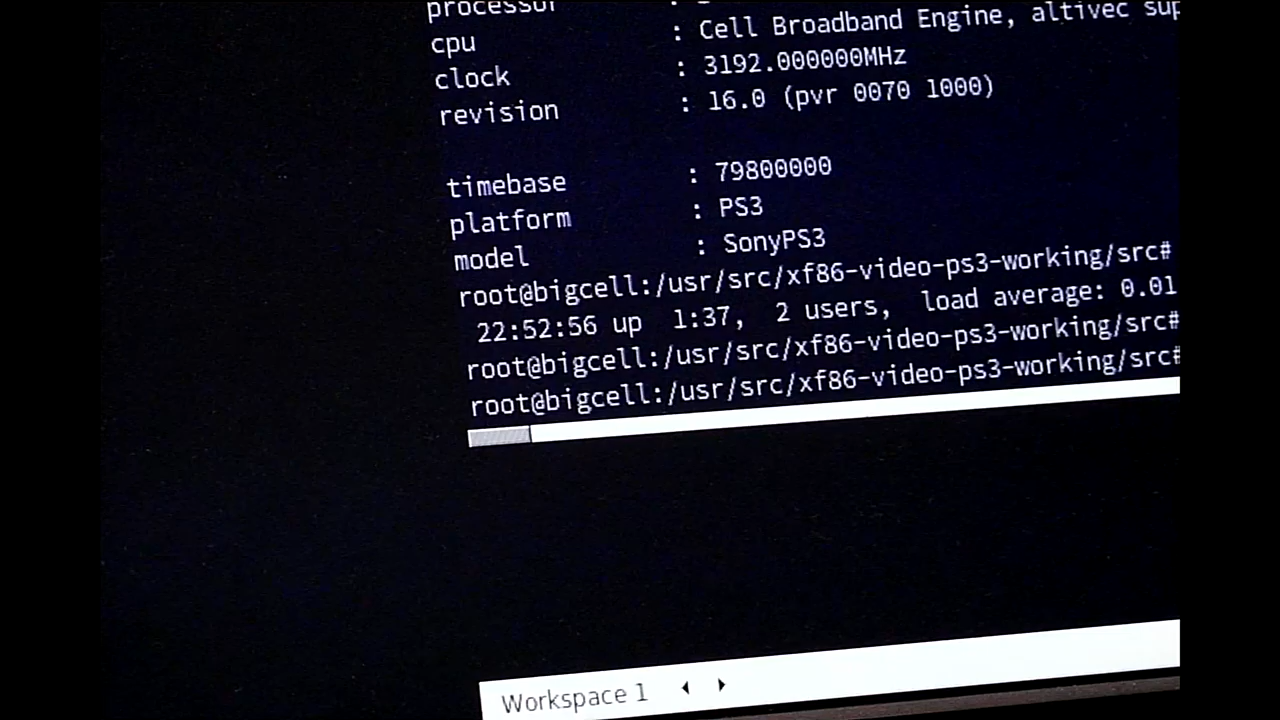 processor :
cpu : Cell Broadband Engine, altivec
clock : 3192.000000MHz
revision : 16.0 (pvr 0070 1000)
timebase : 79800000
platform : PS3
model : SonyPS3
root@bigcell:/usr/src/xf86-video-ps3-working/src#
22:52:56 up 1:37, 2 users, load average: 0.01
root@bigcell:/usr/src/xf86-video-ps3-working/src#
root@bigcell:/usr/src/xf86-video-ps3-working/src#
Workspace 1